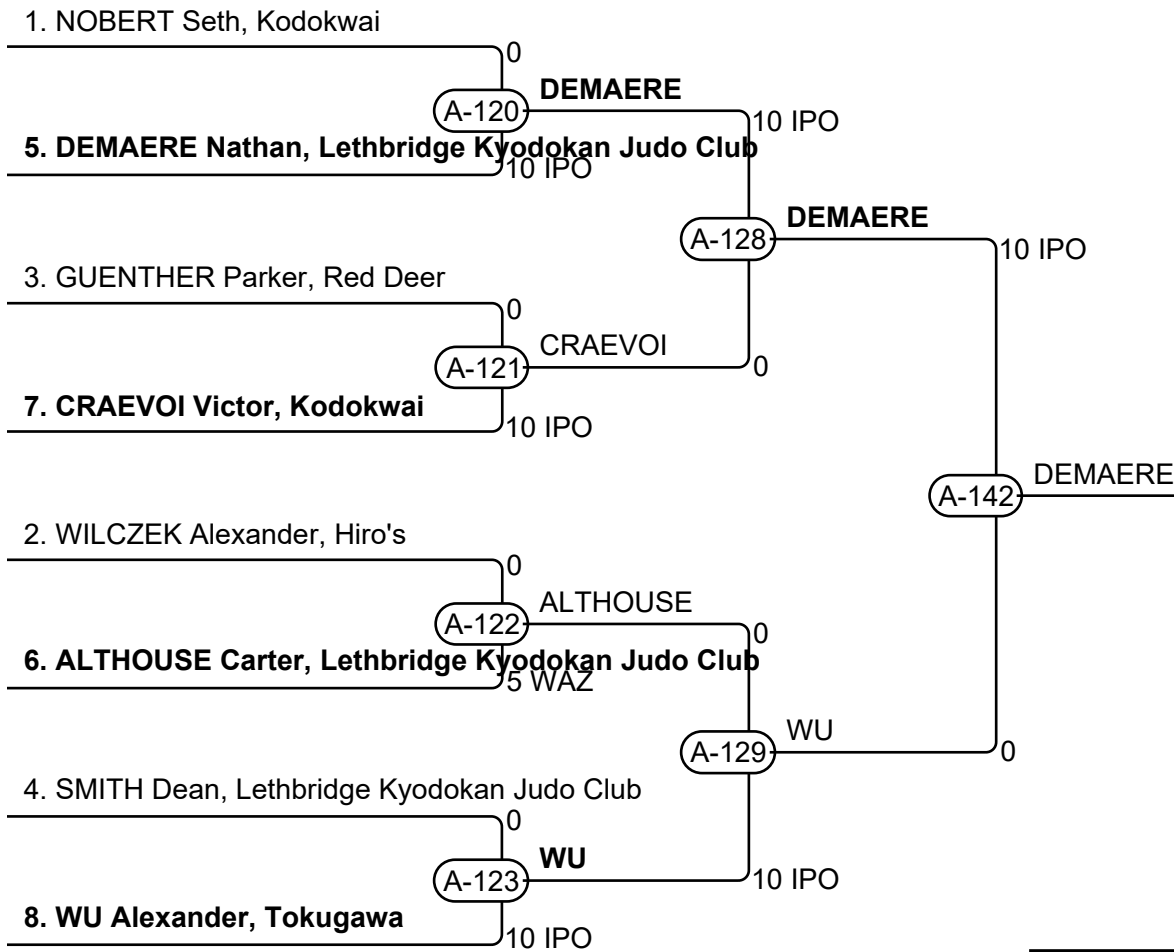 1. NOBERT Seth, Kodokwai
0
DEMAERE
A-120
10 IPO
5. DEMAERE Nathan, Lethbridge Kyodokan Judo Club
10 IPO
DEMAERE
A-128
10 IPO
3. GUENTHER Parker, Red Deer
0
CRAEVOI
A-121
0
7. CRAEVOI Victor, Kodokwai
10 IPO
DEMAERE
A-142
2. WILCZEK Alexander, Hiro's
0
ALTHOUSE
A-122
0
6. ALTHOUSE Carter, Lethbridge Kyodokan Judo Club
5 WAZ
WU
A-129
0
4. SMITH Dean, Lethbridge Kyodokan Judo Club
0
WU
A-123
10 IPO
8. WU Alexander, Tokugawa
10 IPO